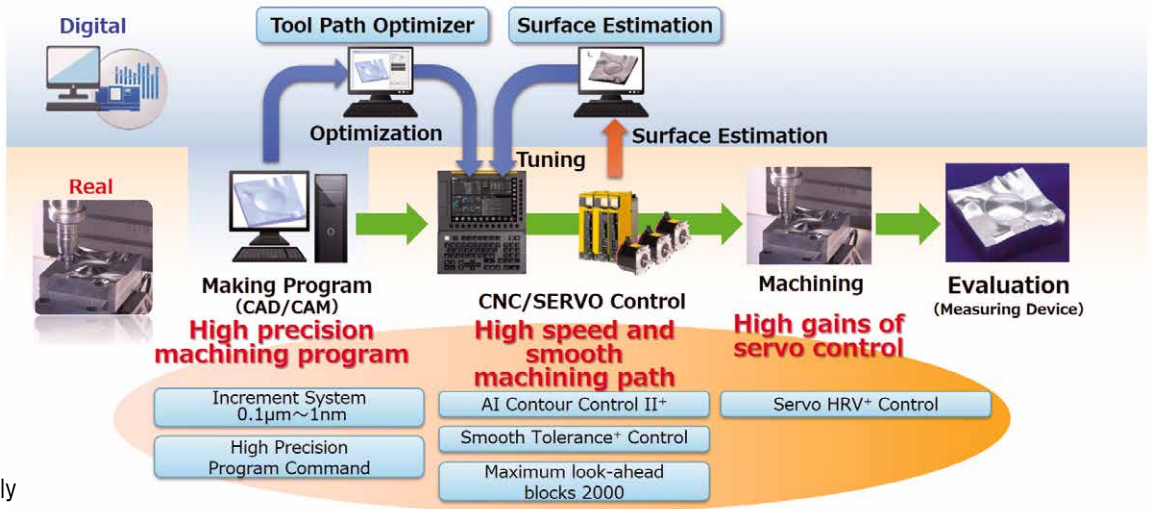 Digital
Tool Path Optimizer
Surface Estimation
Optimization
Surface Estimation
Tuning
Real
Making Program
(CAD/CAM)
CNC/SERVO Control
Machining
Evaluation
(Measuring Device)
High precision
machining program
High speed and
smooth
machining path
High gains of
servo control
Increment System
0.1μm～1nm
High Precision
Program Command
AI Contour Control II⁺
Smooth Tolerance⁺ Control
Maximum look-ahead
blocks 2000
Servo HRV⁺ Control
ly